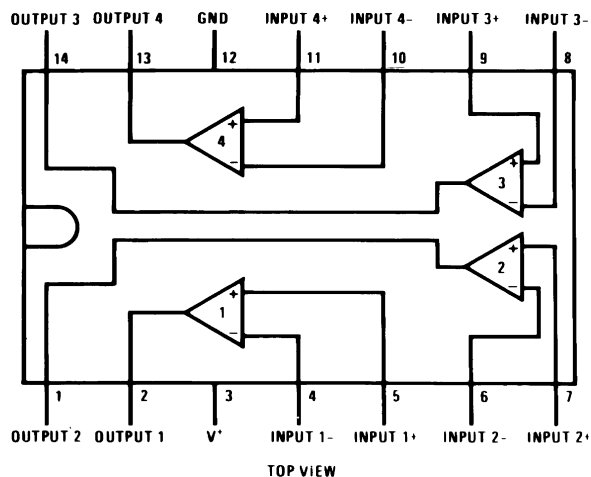 OUTPUT 3 OUTPUT 4 GND INPUT 4+ INPUT 4- INPUT 3+ INPUT 3-
14 13 12 11 10 9 8
+
4
-
+
3
-
+
2
-
+
1
-
1 2 3 4 5 6 7
OUTPUT 2 OUTPUT 1 V+ INPUT 1- INPUT 1+ INPUT 2- INPUT 2+
TOP VIEW